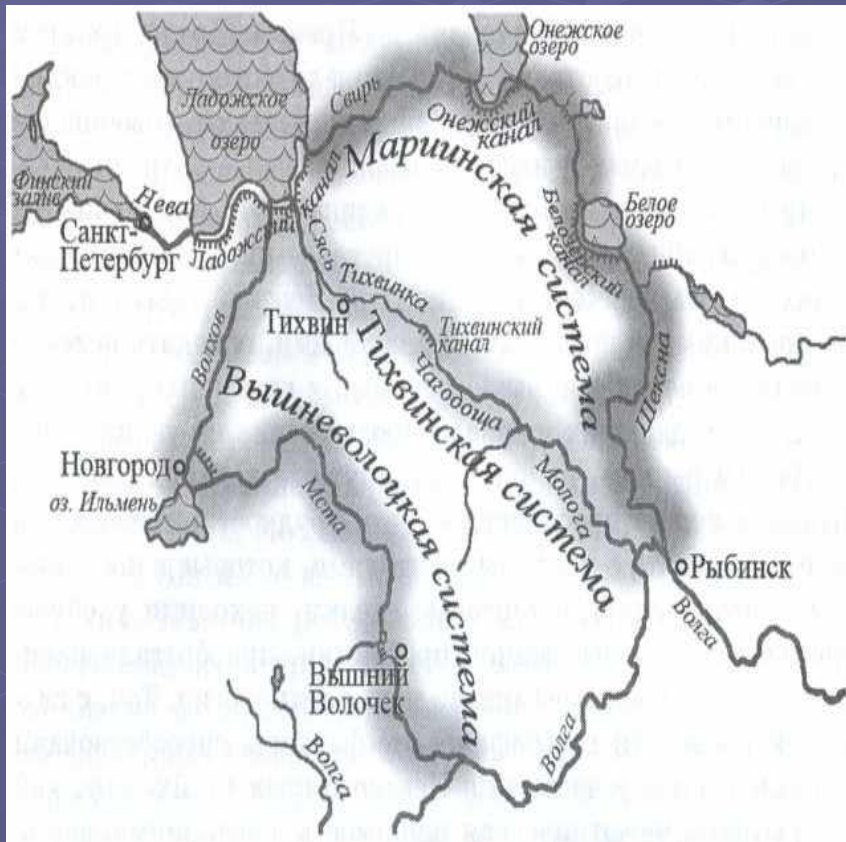 Онежское
озеро
Ладожское
озеро
Свирь
Онежский
канал
Мариинская система
Финский
залив
Нева
Санкт-
Петербург
Ладожский канал
Сясь
Белое
озеро
Белозерский
канал
Тихвинка
Тихвин
Тихвинский
канал
Тихвинская система
Чагодоща
Волхов
Вышневолоцкая система
Шексна
Новгород
оз. Ильмень
Мста
Молога
Рыбинск
Волга
Вышний
Волочек
Волга
Волга